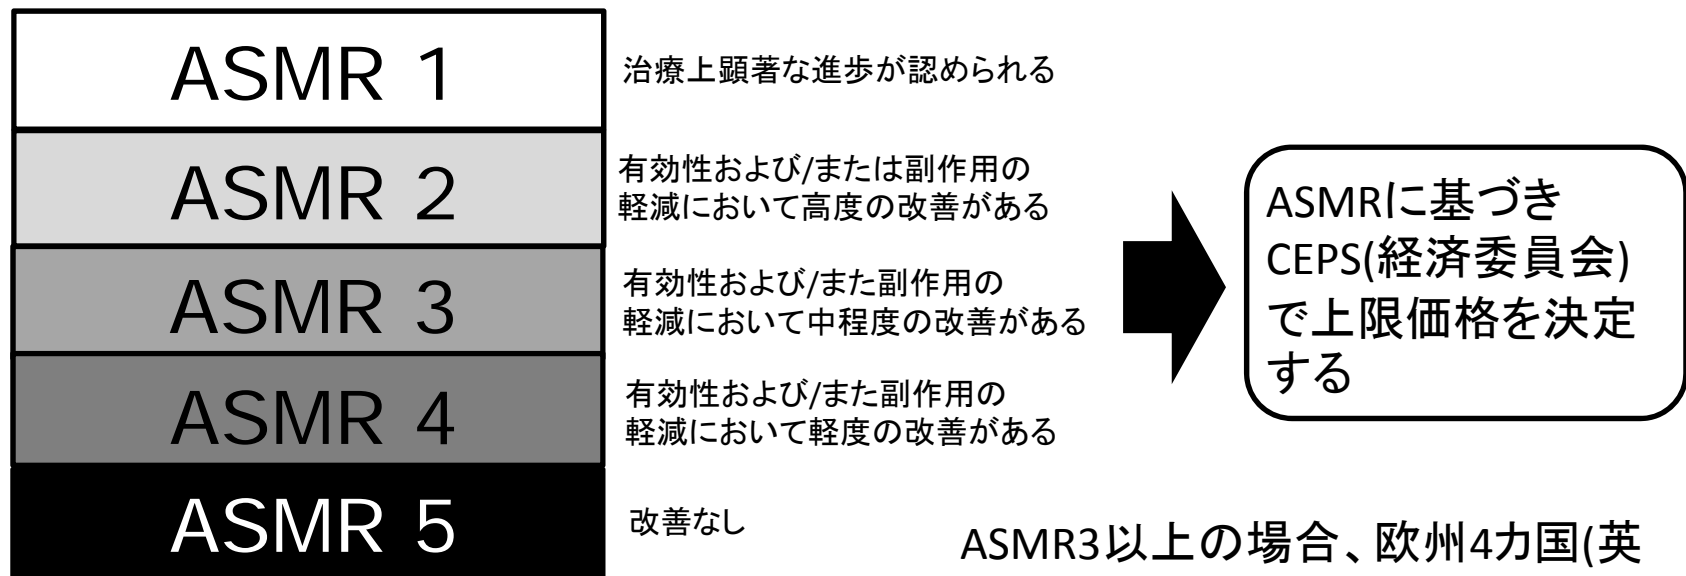 ASMR 1
治療上顕著な進歩が認められる
ASMR 2
有効性および/または副作用の
軽減において高度の改善がある
ASMR 3
有効性および/また副作用の
軽減において中程度の改善がある
ASMR 4
有効性および/また副作用の
軽減において軽度の改善がある
ASMR 5
改善なし
ASMRに基づき
CEPS(経済委員会)
で上限価格を決定
する
ASMR3以上の場合、欧州4カ国(英